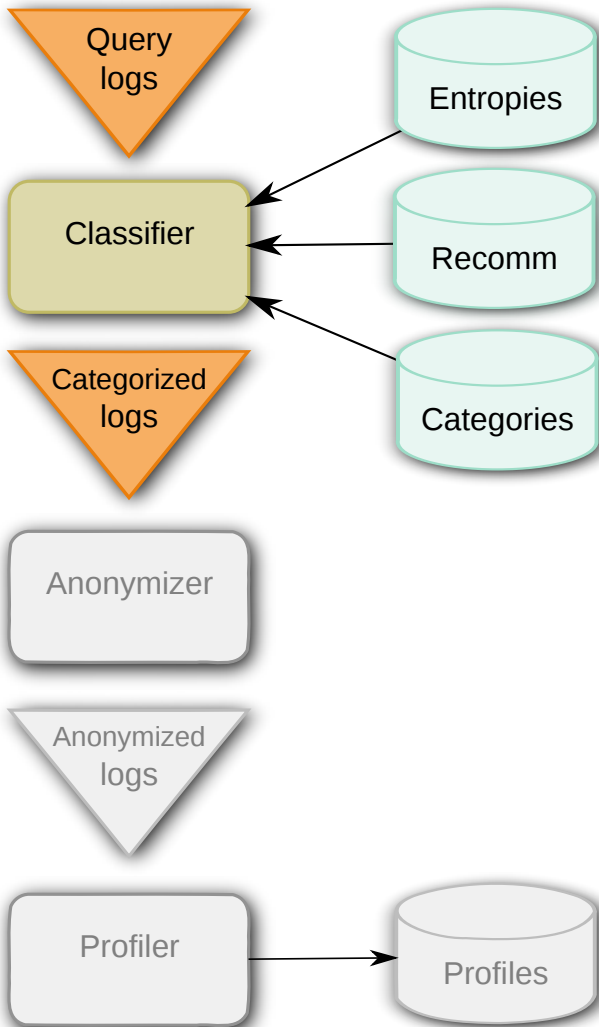 Query
logs
Entropies
Classifier
Recomm
Categorized
logs
Categories
Anonymizer
Anonymized
logs
Profiler
Profiles